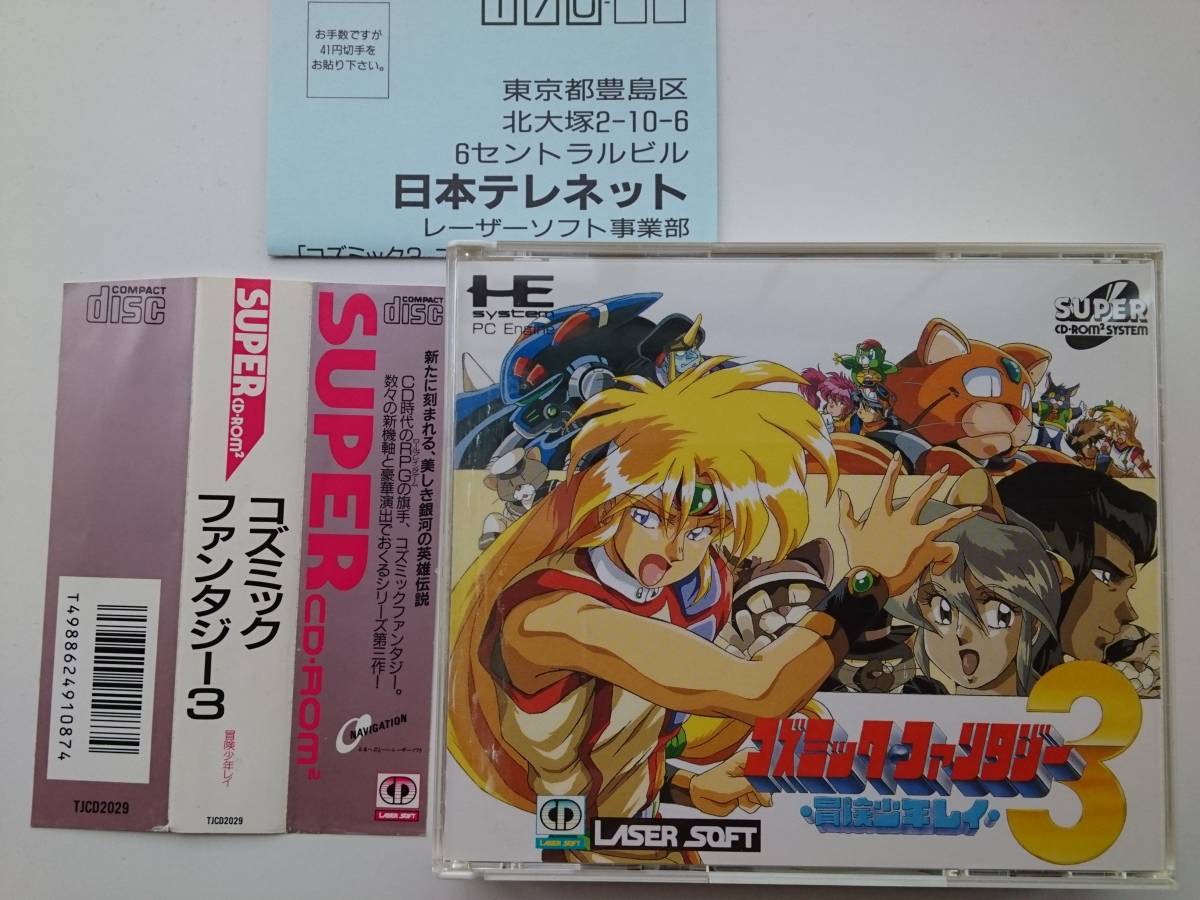 170-
お手数ですが
41円切手を
お貼り下さい。
東京都豊島区
北大塚2-10-6
6セントラルビル
日本テレネット
レーザーソフト事業部
COMPACT
disc
T4988624910874
TJCD2029
SUPER CD-ROM²
コズミック
ファンタジー3
冒険少年レイ
TJCD2029
COMPACT
disc
SUPER CD-ROM²
新たに刻まれる、美しき銀河の英雄伝説
CD時代のRPGの旗手、コズミックファンタジー。
数々の新機軸と豪華演出でおくるシリーズ第三作!
NAVIGATION
CD
LASER SOFT
HE
system
PC Engine
SUPER
CD-ROM² SYSTEM
コズミック・ファンタジー3
・冒険少年レイ・
CD
LASER SOFT
LASER SOFT